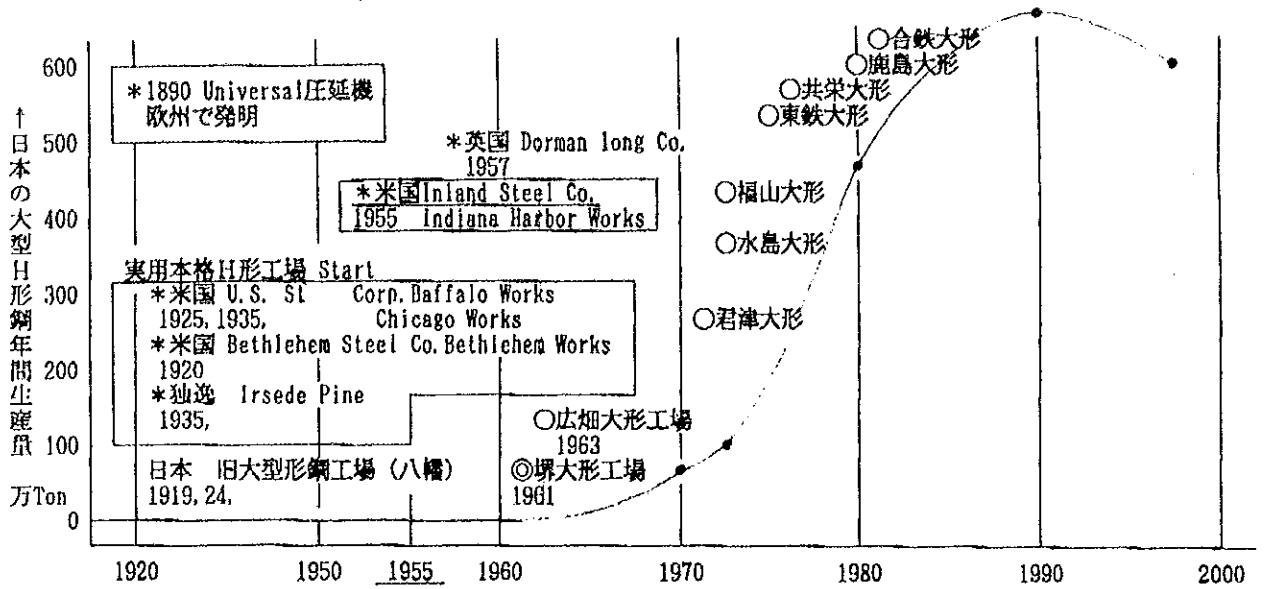 600
500
400
300
200
100
0
↑日本の大型H形鋼年間生産量
万Ton
*1890 Universal圧延機
欧州で発明
*英国 Dorman long Co.
1957
*米国Inland Steel Co.
1955 Indiana Harbor Works
実用本格H形工場 Start
*米国 U.S. St Corp. Baffalo Works
1925, 1935, Chicago Works
*米国 Bethlehem Steel Co. Bethlehem Works
1920
*独逸 Irsede Pine
1935,
日本 旧大型形鋼工場 (八幡)
1919, 24,
○広畑大形工場
1963
◎堺大形工場
1961
○合鉄大形
○鹿島大形
○共栄大形
○東鉄大形
○福山大形
○水島大形
○君津大形
1920 1950 1955 1960 1970 1980 1990 2000